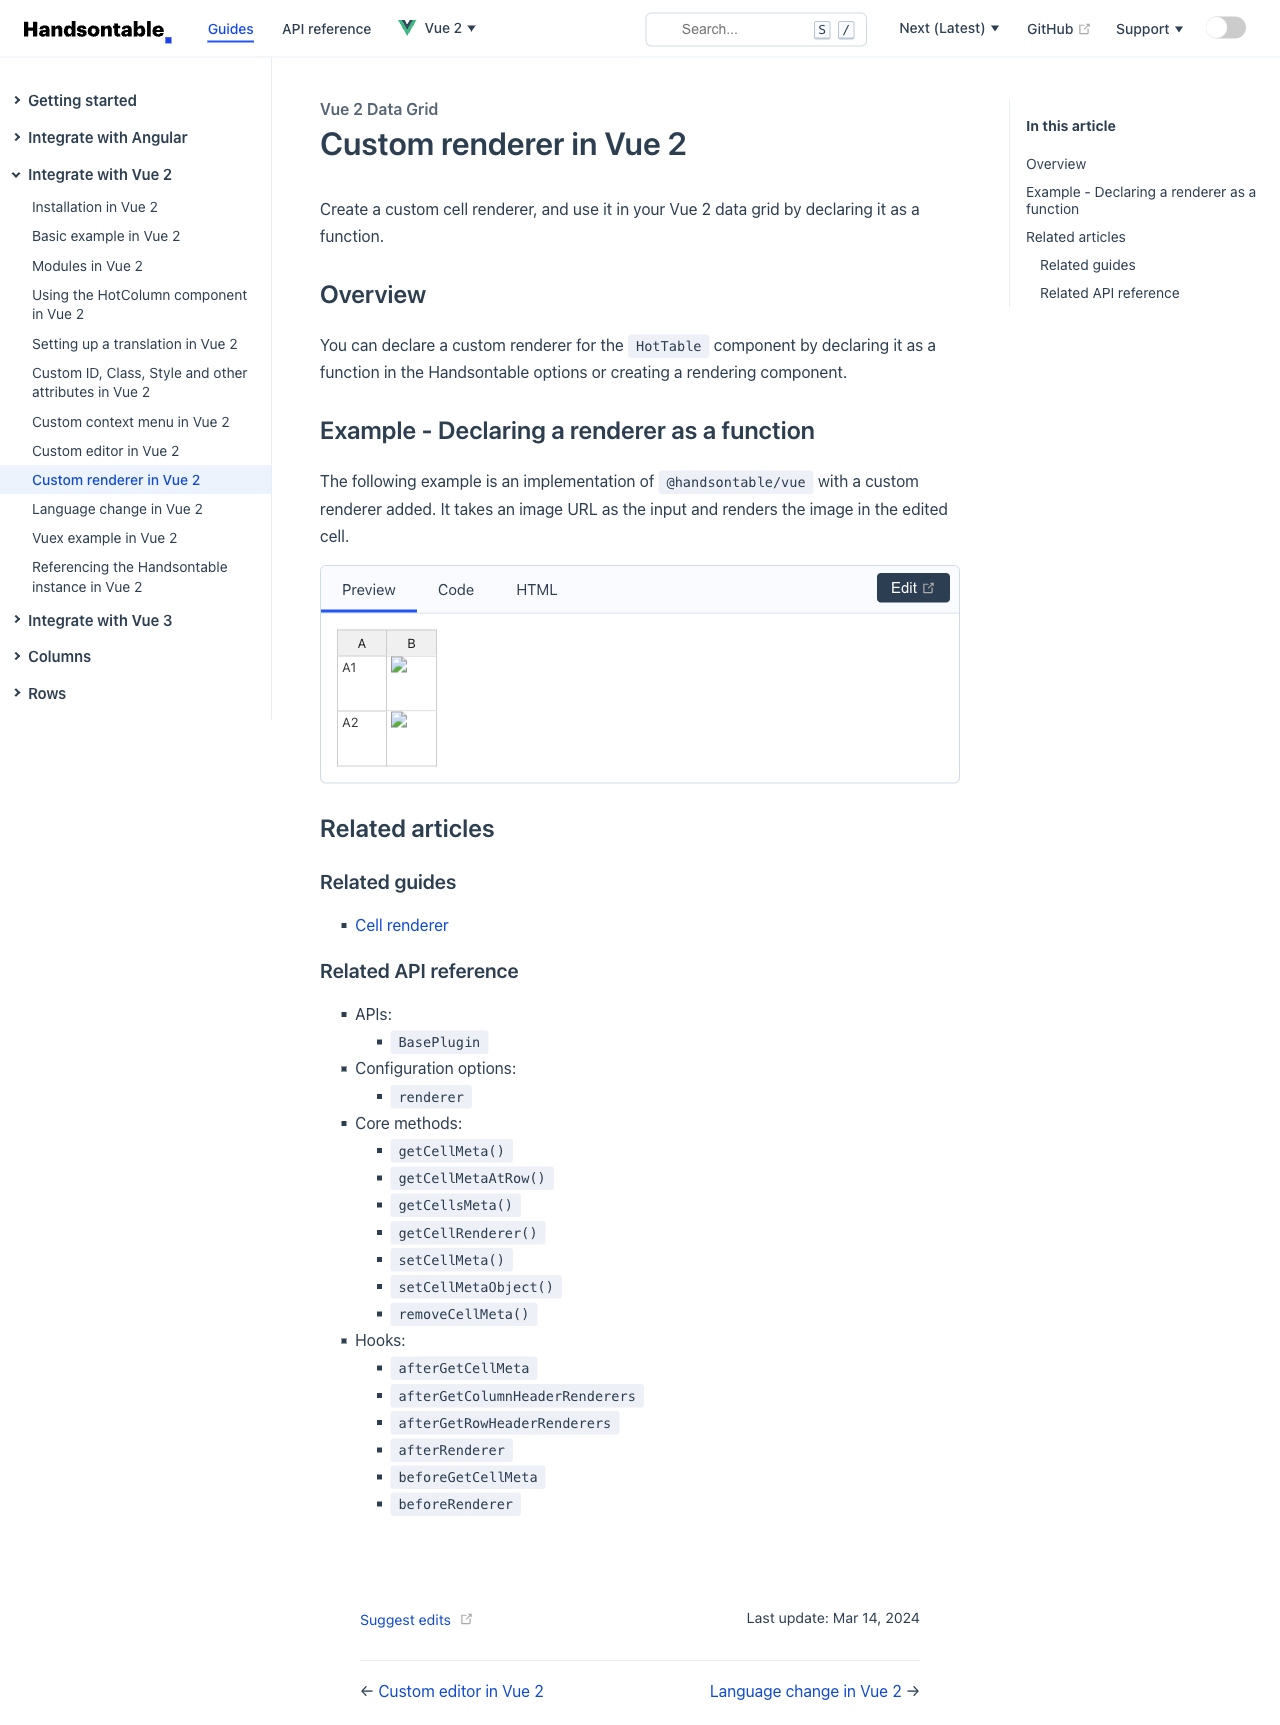 Handsontable
Guides
API reference
Vue 2
Search...
S
/
Next (Latest)
GitHub
Support
Getting started
Integrate with Angular
Integrate with Vue 2
Installation in Vue 2
Basic example in Vue 2
Modules in Vue 2
Using the HotColumn component
in Vue 2
Setting up a translation in Vue 2
Custom ID, Class, Style and other
attributes in Vue 2
Custom context menu in Vue 2
Custom editor in Vue 2
Custom renderer in Vue 2
Language change in Vue 2
Vuex example in Vue 2
Referencing the Handsontable
instance in Vue 2
Integrate with Vue 3
Columns
Rows
Vue 2 Data Grid
Custom renderer in Vue 2
Create a custom cell renderer, and use it in your Vue 2 data grid by declaring it as a
function.
Overview
You can declare a custom renderer for the HotTable component by declaring it as a
function in the Handsontable options or creating a rendering component.
Example - Declaring a renderer as a function
The following example is an implementation of @handsontable/vue with a custom
renderer added. It takes an image URL as the input and renders the image in the edited
cell.
Preview
Code
HTML
Edit
A
B
A1
A2
Related articles
Related guides
Cell renderer
Related API reference
APIs:
BasePlugin
Configuration options:
renderer
Core methods:
getCellMeta()
getCellMetaAtRow()
getCellsMeta()
getCellRenderer()
setCellMeta()
setCellMetaObject()
removeCellMeta()
Hooks:
afterGetCellMeta
afterGetColumnHeaderRenderers
afterGetRowHeaderRenderers
afterRenderer
beforeGetCellMeta
beforeRenderer
Suggest edits
Last update: Mar 14, 2024
← Custom editor in Vue 2
Language change in Vue 2 →
In this article
Overview
Example - Declaring a renderer as a
function
Related articles
Related guides
Related API reference